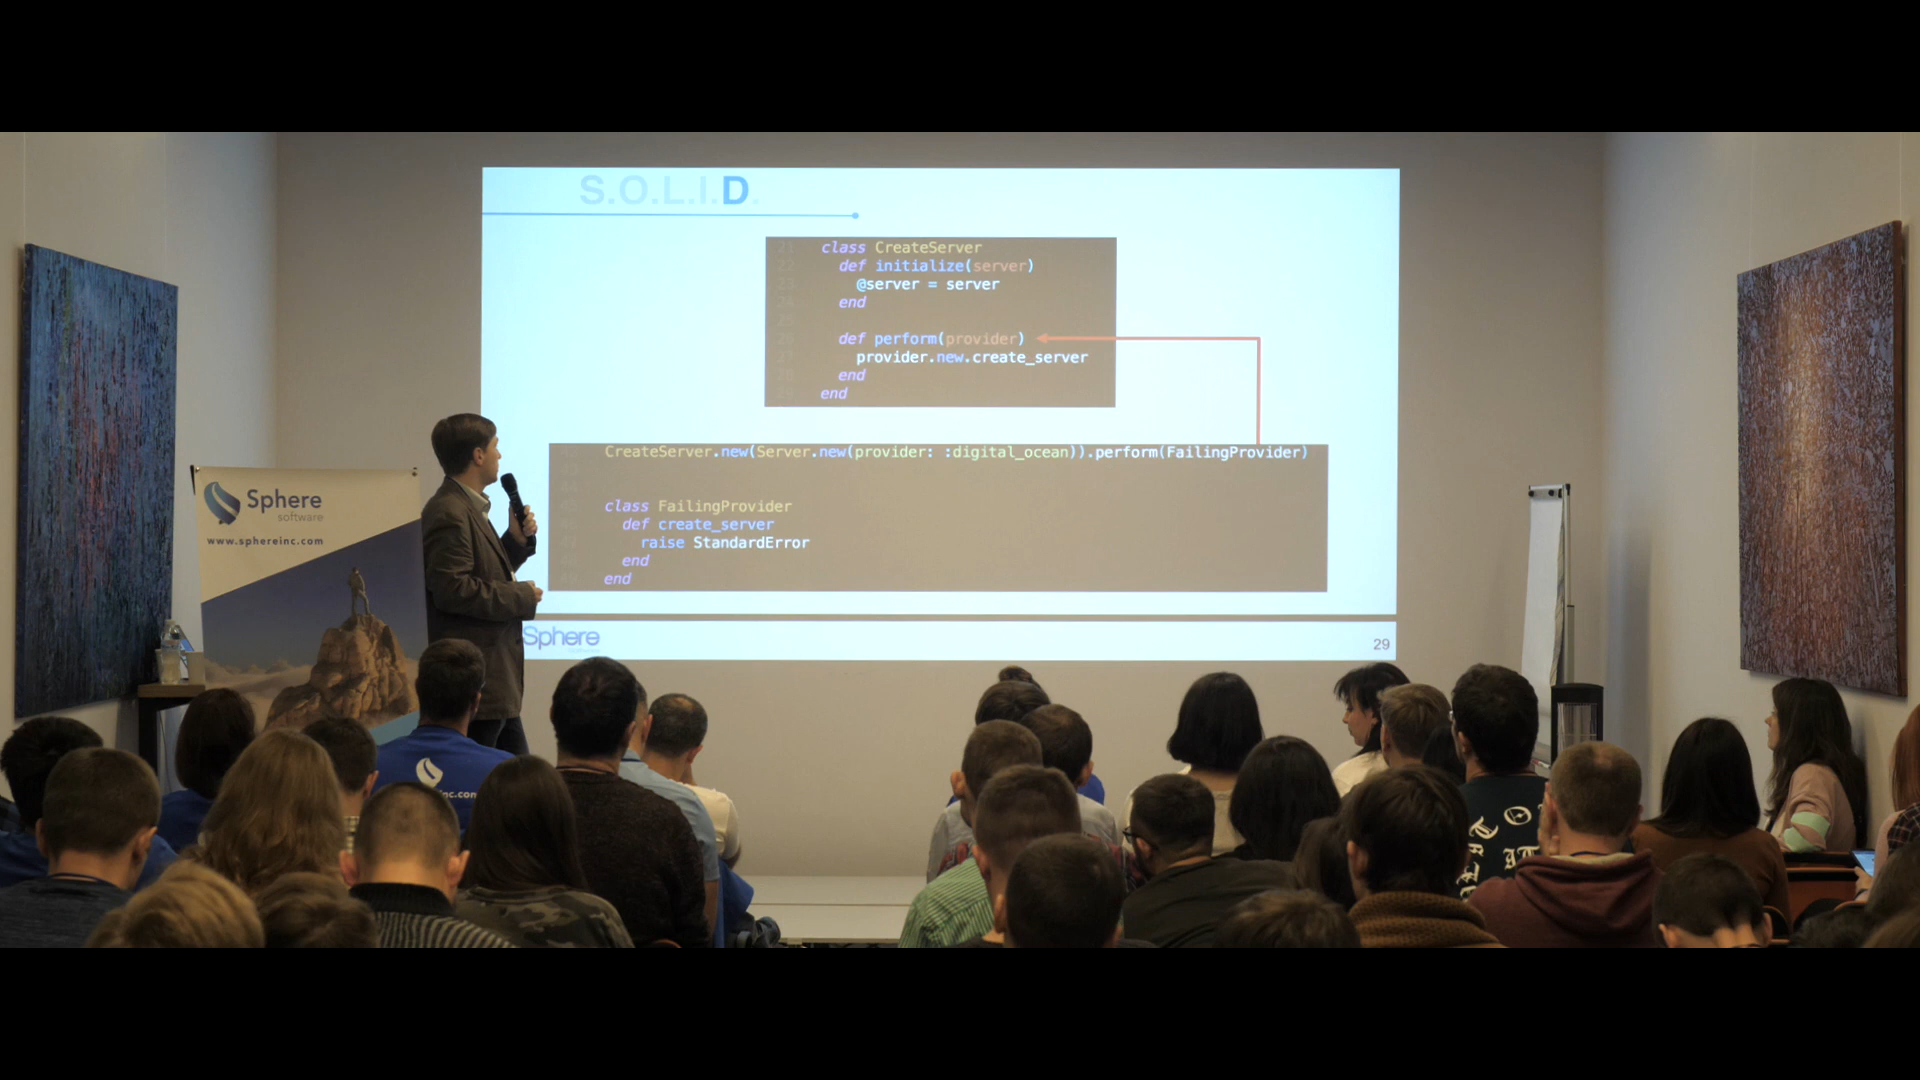 S.O.L.I.D.
class CreateServer
def initialize(server)
@server = server
end
def perform(provider)
provider.new.create_server
end
end
CreateServer.new(Server.new(provider: :digital_ocean)).perform(FailingProvider)
class FailingProvider
def create_server
raise StandardError
end
end
Sphere
29
Sphere
software
www.sphereinc.com